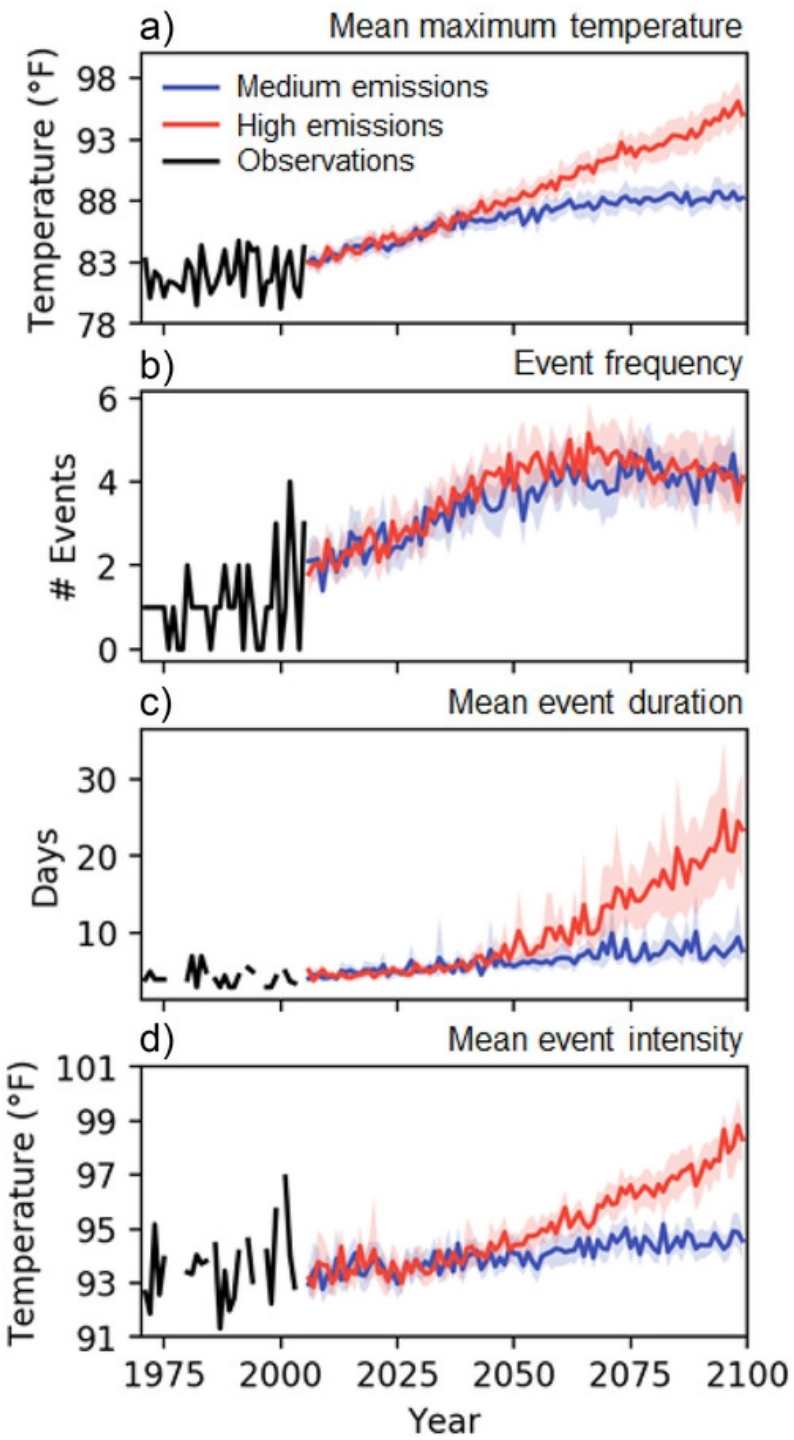 a) Mean maximum temperature
Temperature (°F)
98
93
88
83
78
Medium emissions
High emissions
Observations
b) Event frequency
# Events
6
4
2
0
c) Mean event duration
Days
30
20
10
d) Mean event intensity
Temperature (°F)
101
99
97
95
93
91
1975 2000 2025 2050 2075 2100
Year